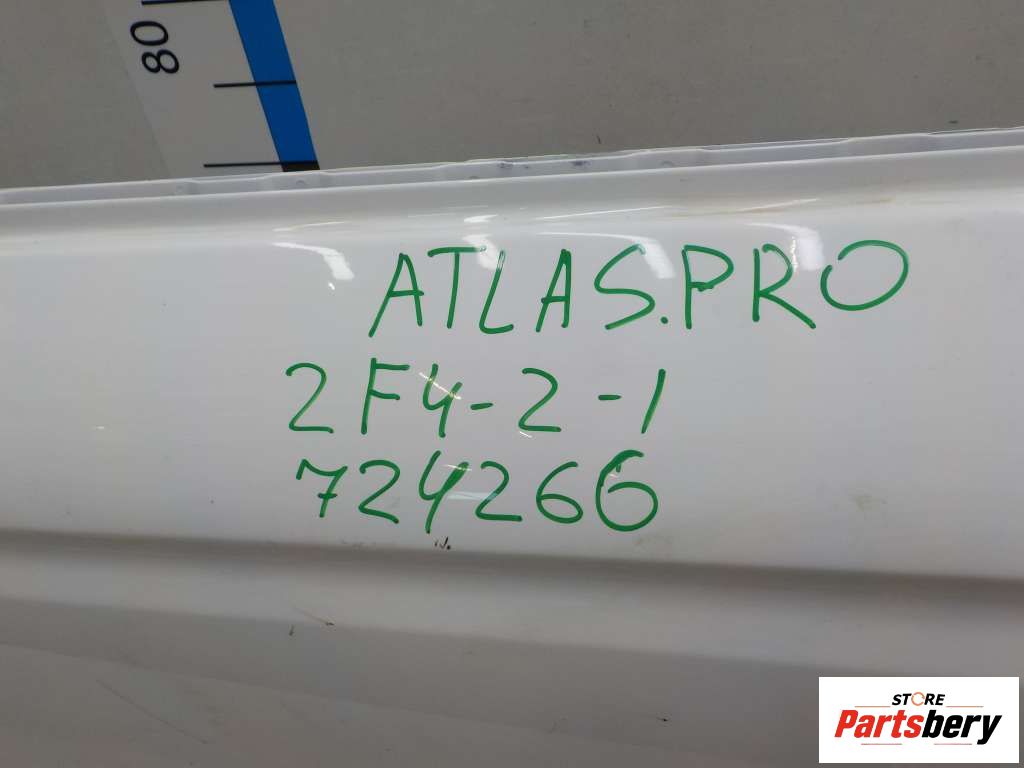 80
ATLAS.PRO
2F4-2-1
724266
STORE
Partsbery